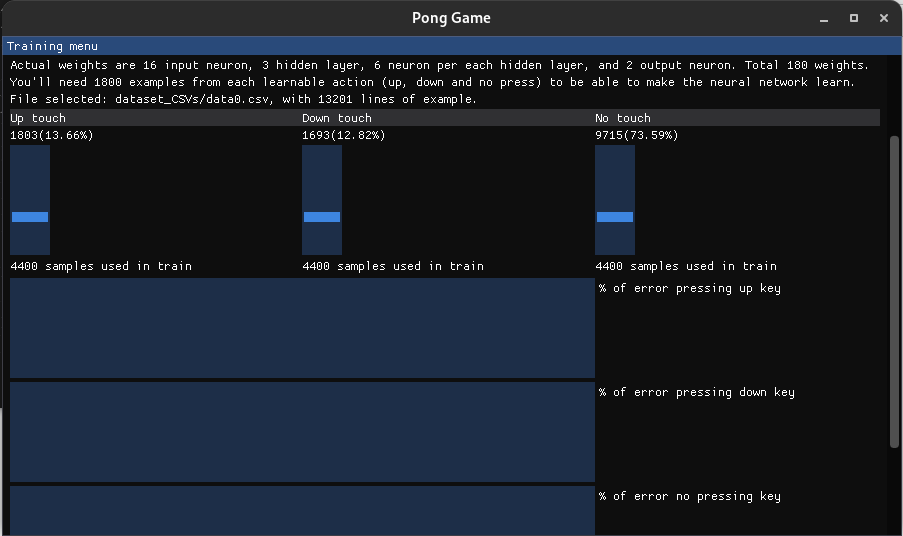 Pong Game
Training menu
Actual weights are 16 input neuron, 3 hidden layer, 6 neuron per each hidden layer, and 2 output neuron. Total 180 weights.
You'll need 1800 examples from each learnable action (up, down and no press) to be able to make the neural network learn.
File selected: dataset_CSVs/data0.csv, with 13201 lines of example.
Up touch Down touch No touch
1803(13.66%) 1693(12.82%) 9715(73.59%)
4400 samples used in train 4400 samples used in train 4400 samples used in train
% of error pressing up key
% of error pressing down key
% of error no pressing key